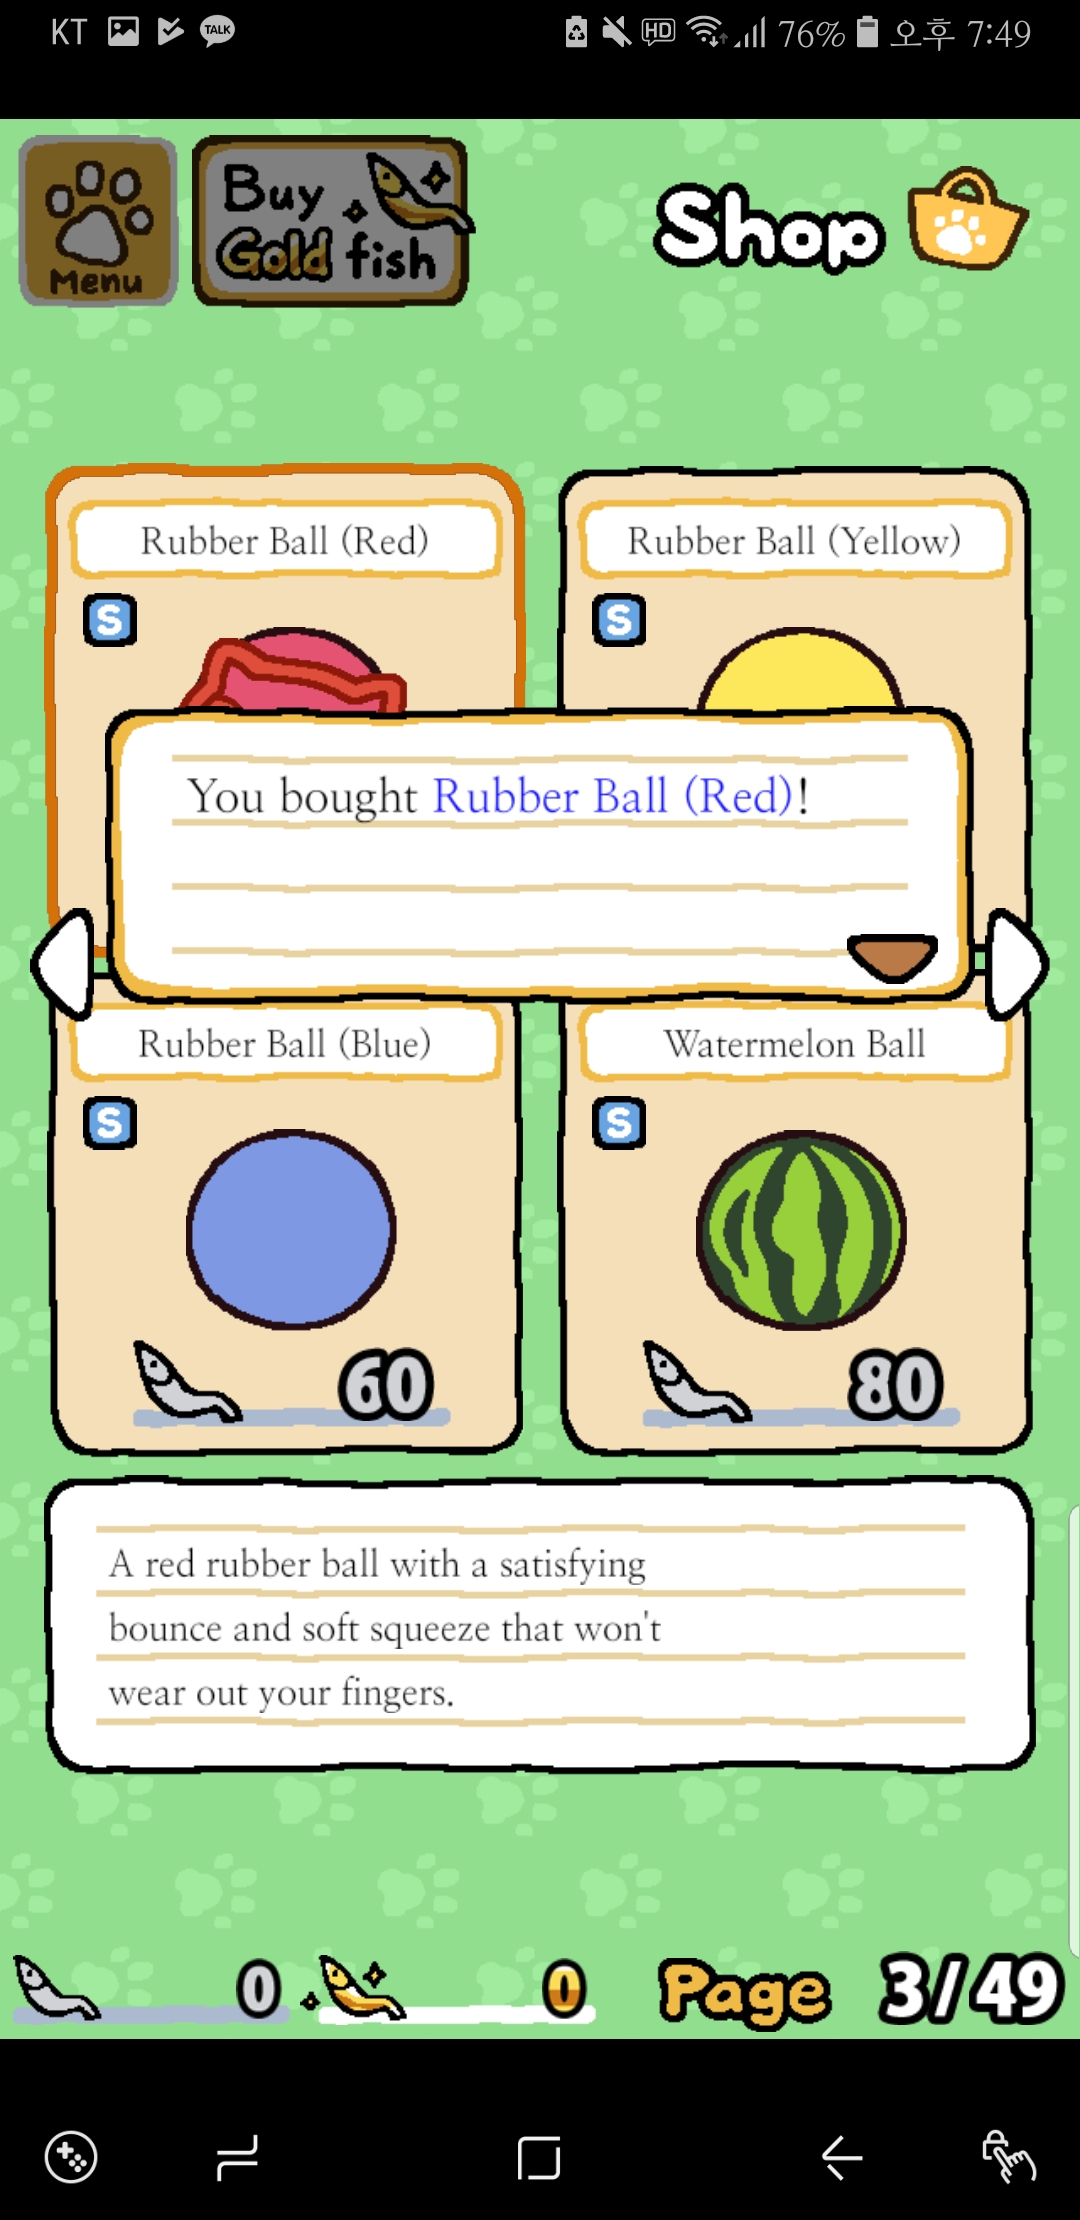 KT TALK HD 76% 오후 7:49
Menu
Buy
Gold fish
Shop
Rubber Ball (Red)
Rubber Ball (Yellow)
S
S
You bought Rubber Ball (Red)!
Rubber Ball (Blue)
Watermelon Ball
S
S
60
80
A red rubber ball with a satisfying
bounce and soft squeeze that won't
wear out your fingers.
0 0 Page 3/49